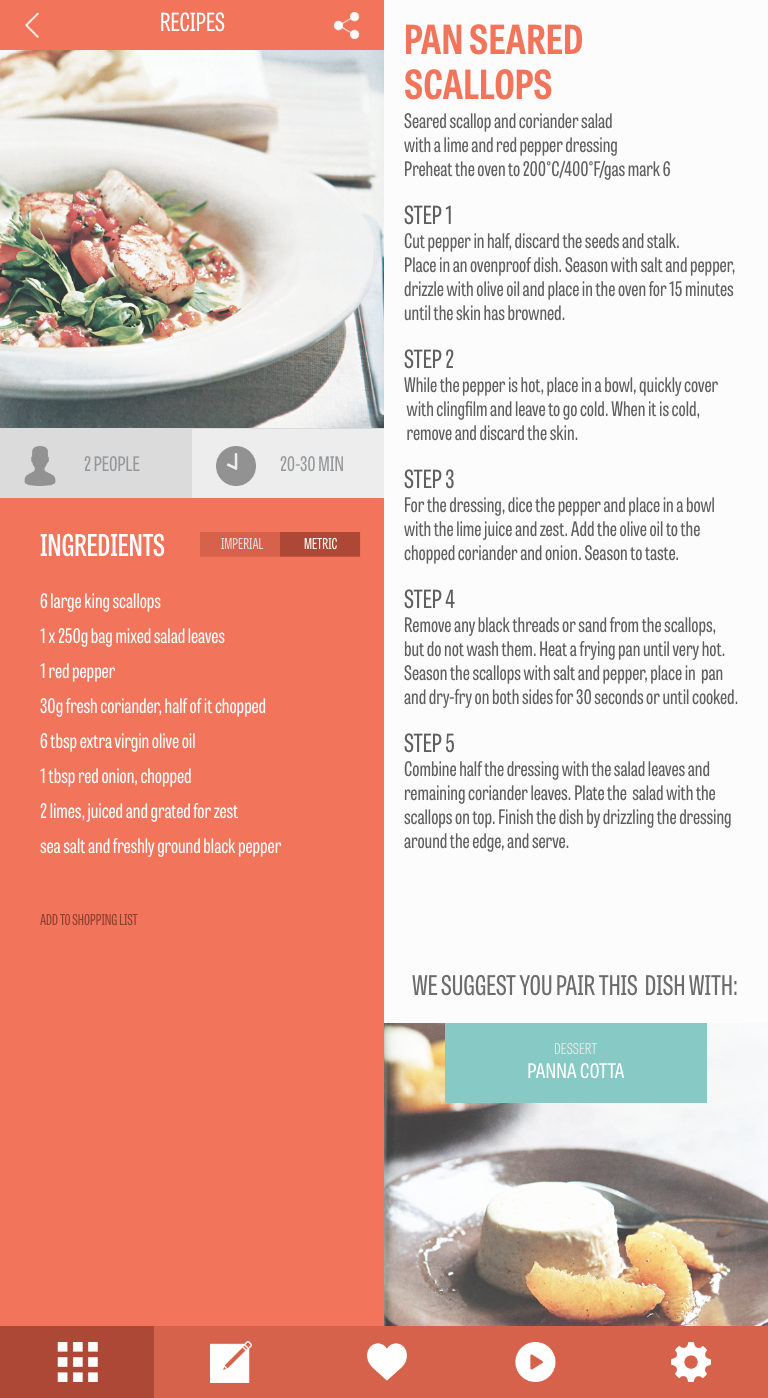 RECIPES
2 PEOPLE
20-30 MIN
INGREDIENTS
IMPERIAL
METRIC
6 large king scallops
1 x 250g bag mixed salad leaves
1 red pepper
30g fresh coriander, half of it chopped
6 tbsp extra virgin olive oil
1 tbsp red onion, chopped
2 limes, juiced and grated for zest
sea salt and freshly ground black pepper
ADD TO SHOPPING LIST
PAN SEARED
SCALLOPS
Seared scallop and coriander salad
with a lime and red pepper dressing
Preheat the oven to 200°C/400°F/gas mark 6
STEP 1
Cut pepper in half, discard the seeds and stalk.
Place in an ovenproof dish. Season with salt and pepper,
drizzle with olive oil and place in the oven for 15 minutes
until the skin has browned.
STEP 2
While the pepper is hot, place in a bowl, quickly cover
with clingfilm and leave to go cold. When it is cold,
remove and discard the skin.
STEP 3
For the dressing, dice the pepper and place in a bowl
with the lime juice and zest. Add the olive oil to the
chopped coriander and onion. Season to taste.
STEP 4
Remove any black threads or sand from the scallops,
but do not wash them. Heat a frying pan until very hot.
Season the scallops with salt and pepper, place in pan
and dry-fry on both sides for 30 seconds or until cooked.
STEP 5
Combine half the dressing with the salad leaves and
remaining coriander leaves. Plate the salad with the
scallops on top. Finish the dish by drizzling the dressing
around the edge, and serve.
WE SUGGEST YOU PAIR THIS DISH WITH:
DESSERT
PANNA COTTA